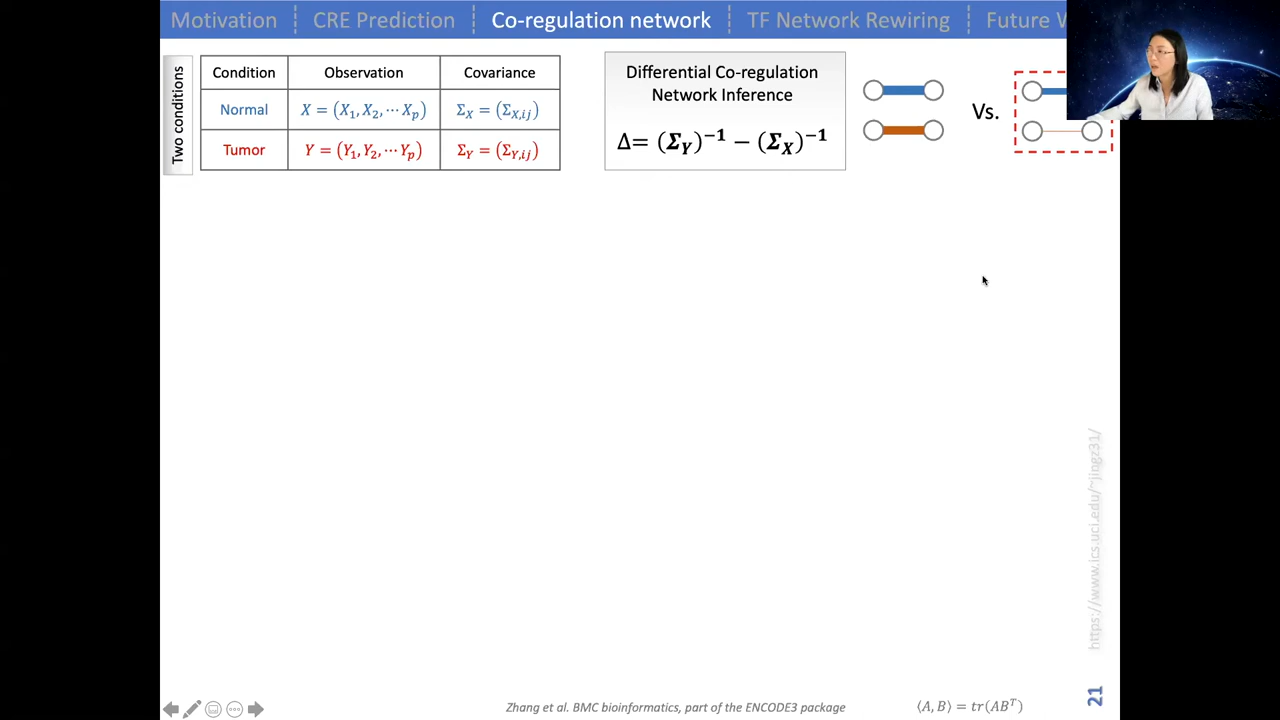 Motivation
CRE Prediction
Co-regulation network
TF Network Rewiring
Future
Two conditions
Condition Observation Covariance
Normal X = (X₁, X₂, ⋯ Xₚ) Σ_X = (Σ_{X,ij})
Tumor Y = (Y₁, Y₂, ⋯ Yₚ) Σ_Y = (Σ_{Y,ij})
Differential Co-regulation
Network Inference
Δ= (Σ_Y)⁻¹ − (Σ_X)⁻¹
Vs.
https://www.ics.uci.edu/~jingz31/
21
Zhang et al. BMC bioinformatics, part of the ENCODE3 package
⟨A, B⟩ = tr(ABᵀ)